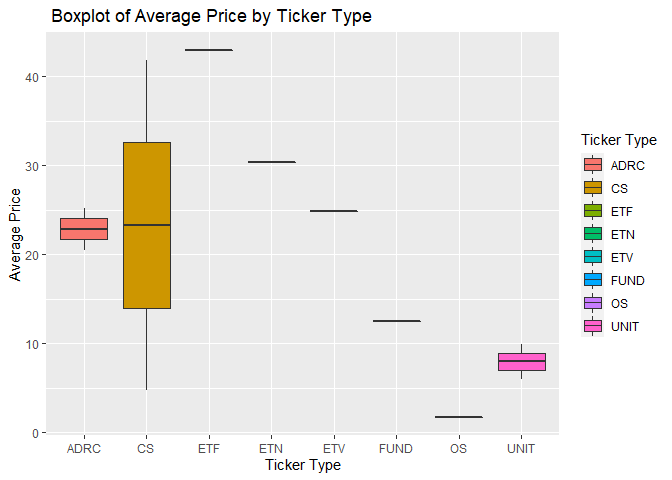 Boxplot of Average Price by Ticker Type
Average Price
40
30
20
10
0
ADRC CS ETF ETN ETV FUND OS UNIT
Ticker Type
Ticker Type
ADRC
CS
ETF
ETN
ETV
FUND
OS
UNIT